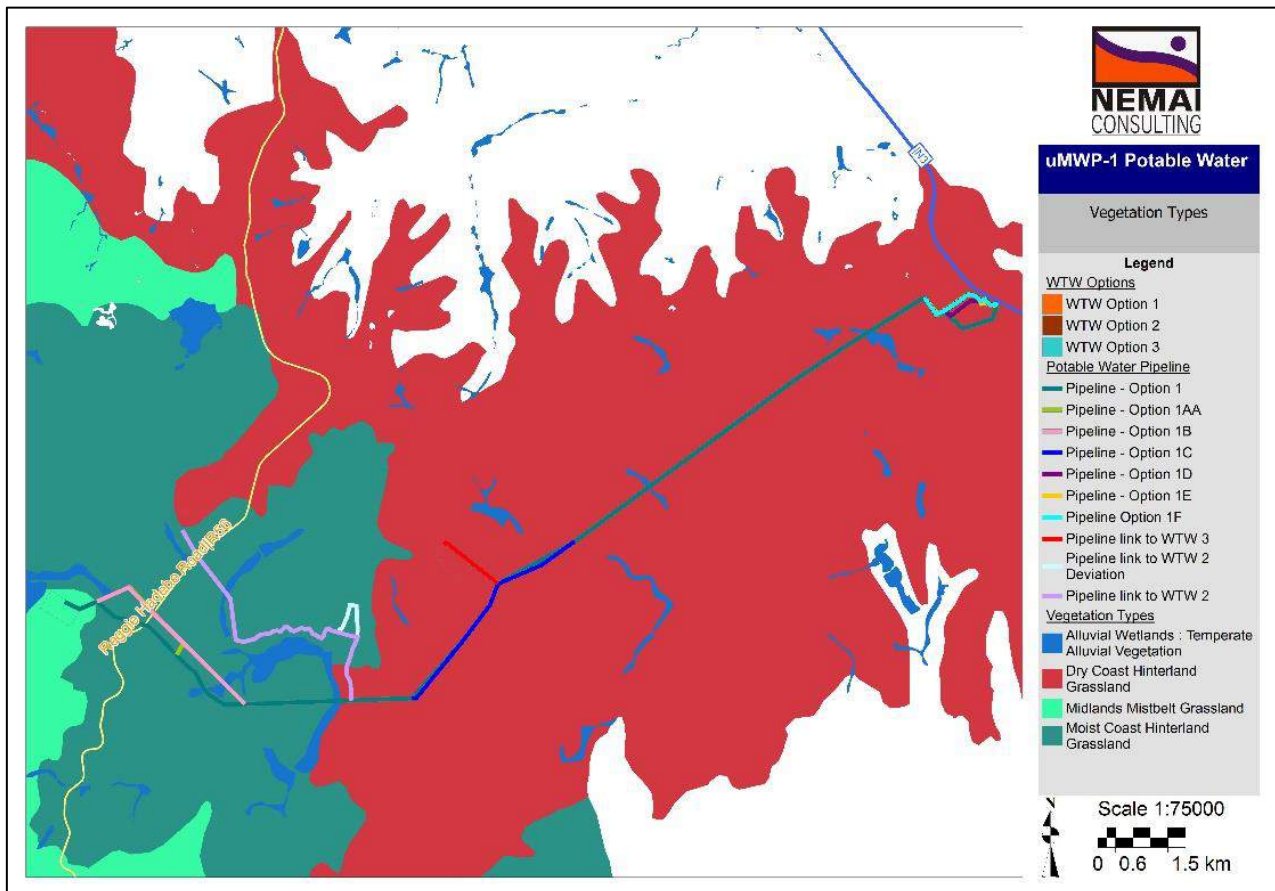 NEMAI
CONSULTING
uMWP-1 Potable Water
Vegetation Types
Legend
WTW Options
WTW Option 1
WTW Option 2
WTW Option 3
Potable Water Pipeline
Pipeline - Option 1
Pipeline - Option 1AA
Pipeline - Option 1B
Pipeline - Option 1C
Pipeline - Option 1D
Pipeline - Option 1E
Pipeline Option 1F
Pipeline link to WTW 3
Pipeline link to WTW 2
Deviation
Pipeline link to WTW 2
Vegetation Types
Alluvial Wetlands : Temperate
Alluvial Vegetation
Dry Coast Hinterland
Grassland
Midlands Mistbelt Grassland
Moist Coast Hinterland
Grassland
N
Scale 1:75000
0 0.6 1.5 km
N3
Road